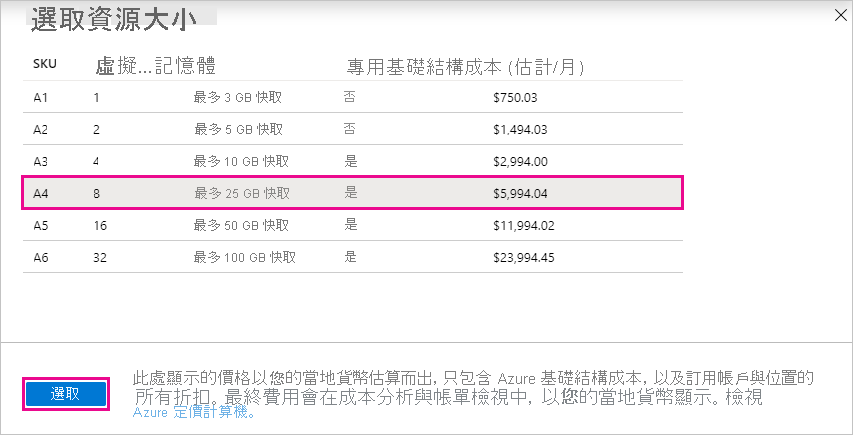 選取資源大小
SKU 虛擬...記憶體 專用基礎結構成本 (估計/月)
A1 1 最多 3 GB 快取 否 $750.03
A2 2 最多 5 GB 快取 否 $1,494.03
A3 4 最多 10 GB 快取 是 $2,994.00
A4 8 最多 25 GB 快取 是 $5,994.04
A5 16 最多 50 GB 快取 是 $11,994.02
A6 32 最多 100 GB 快取 是 $23,994.45
選取
此處顯示的價格以您的當地貨幣估算而出，只包含 Azure 基礎結構成本，以及訂用帳戶與位置的
所有折扣。最終費用會在成本分析與帳單檢視中，以您的當地貨幣顯示。檢視
Azure 定價計算機。